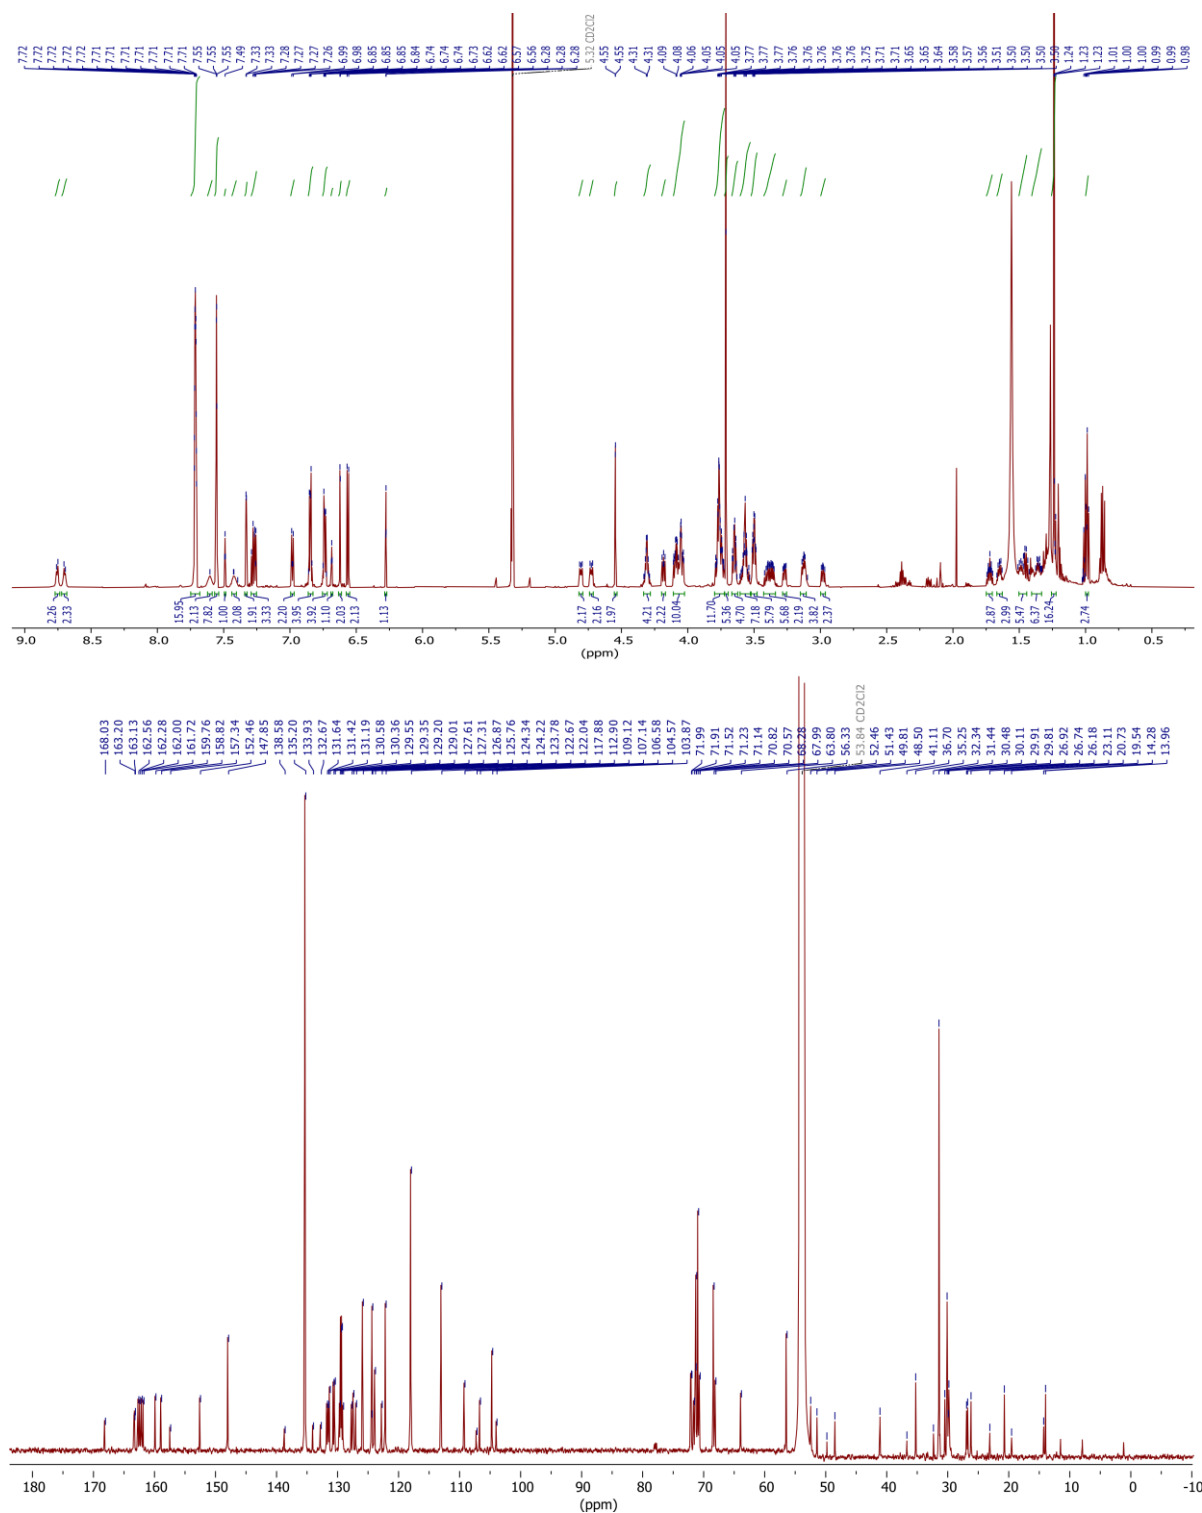 7.72 7.72 7.72 7.72 7.72 7.71 7.71 7.71 7.71 7.71 7.71 7.71 7.55 7.55 7.55 7.49 7.33 7.33 7.28 7.27 7.27 7.26 6.99 6.98 6.85 6.85 6.85 6.84 6.74 6.74 6.74 6.73 6.62 6.62 6.57 6.56 6.28 6.28 6.28 5.32 CD2Cl2 4.55 4.55 4.31 4.31 4.09 4.08 4.06 4.05 4.05 4.05 3.77 3.77 3.77 3.76 3.76 3.76 3.76 3.76 3.75 3.71 3.71 3.65 3.65 3.64 3.58 3.57 3.56 3.51 3.50 3.50 3.50 3.50 1.24 1.23 1.23 1.01 1.00 1.00 0.99 0.99 0.98
2.26 2.33 15.95 2.13 7.82 1.00 2.08 1.91 3.33 2.20 3.95 3.92 1.10 2.03 2.13 1.13 2.17 2.16 1.97 4.21 2.22 10.04 11.70 5.36 4.70 7.18 5.79 5.68 2.19 3.82 2.37 2.87 2.99 5.47 6.37 16.24 2.74
9.0 8.5 8.0 7.5 7.0 6.5 6.0 5.5 5.0 4.5 4.0 3.5 3.0 2.5 2.0 1.5 1.0 0.5
(ppm)
168.03 163.20 163.13 162.56 162.28 162.00 161.72 159.76 158.82 157.34 152.46 147.85 138.58 135.20 133.93 132.67 131.64 131.42 131.19 130.58 130.36 129.55 129.35 129.20 129.01 127.61 127.31 126.87 125.76 124.34 124.22 123.78 122.67 122.04 117.88 112.90 109.12 107.14 106.58 104.57 103.87 71.99 71.91 71.52 71.23 71.14 70.82 70.57 68.28 67.99 63.80 56.33 53.84 CD2Cl2 52.46 51.43 49.81 48.50 41.11 36.70 35.25 32.34 31.44 30.48 30.11 29.91 29.81 26.92 26.74 26.18 23.11 20.73 19.54 14.28 13.96
180 170 160 150 140 130 120 110 100 90 80 70 60 50 40 30 20 10 0 -10
(ppm)